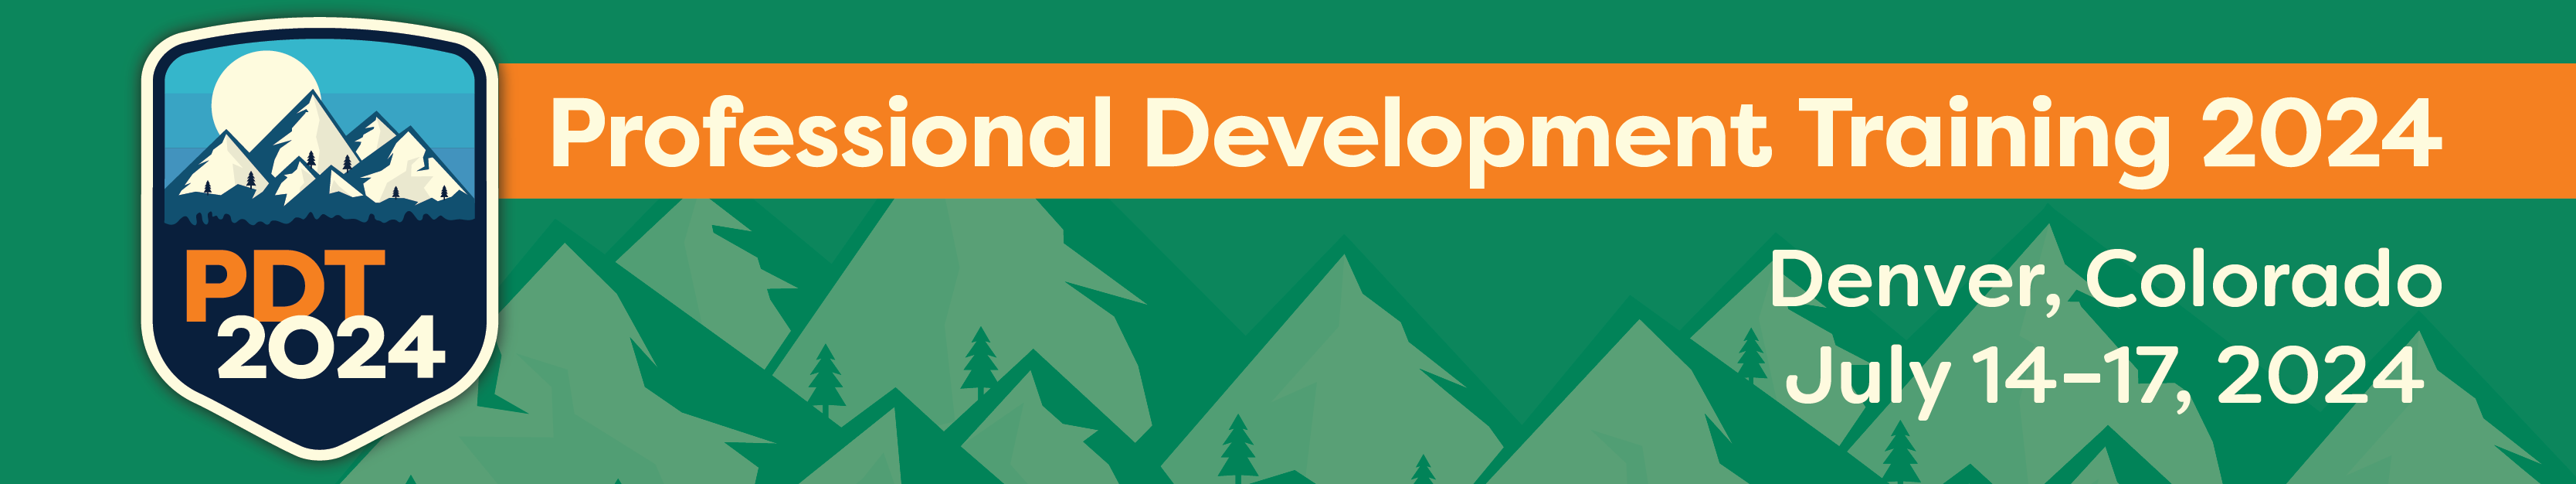 PDT
2024
Professional Development Training 2024
Denver, Colorado
July 14–17, 2024